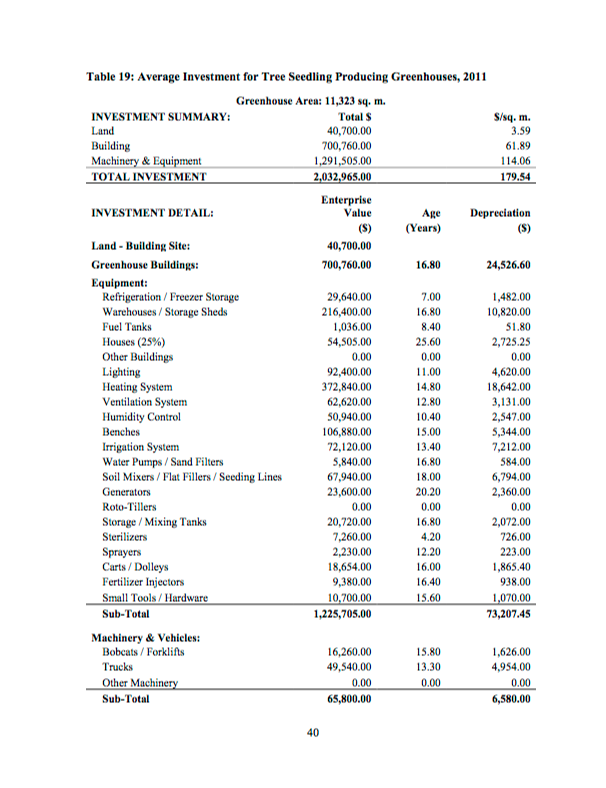 Table 19: Average Investment for Tree Seedling Producing Greenhouses, 2011
Greenhouse Area: 11,323 sq. m.
INVESTMENT SUMMARY: Total $ $/sq. m.
Land 40,700.00 3.59
Building 700,760.00 61.89
Machinery & Equipment 1,291,505.00 114.06
TOTAL INVESTMENT 2,032,965.00 179.54
Enterprise
INVESTMENT DETAIL: Value Age Depreciation
($) (Years) ($)
Land - Building Site: 40,700.00
Greenhouse Buildings: 700,760.00 16.80 24,526.60
Equipment:
Refrigeration / Freezer Storage 29,640.00 7.00 1,482.00
Warehouses / Storage Sheds 216,400.00 16.80 10,820.00
Fuel Tanks 1,036.00 8.40 51.80
Houses (25%) 54,505.00 25.60 2,725.25
Other Buildings 0.00 0.00 0.00
Lighting 92,400.00 11.00 4,620.00
Heating System 372,840.00 14.80 18,642.00
Ventilation System 62,620.00 12.80 3,131.00
Humidity Control 50,940.00 10.40 2,547.00
Benches 106,880.00 15.00 5,344.00
Irrigation System 72,120.00 13.40 7,212.00
Water Pumps / Sand Filters 5,840.00 16.80 584.00
Soil Mixers / Flat Fillers / Seeding Lines 67,940.00 18.00 6,794.00
Generators 23,600.00 20.20 2,360.00
Roto-Tillers 0.00 0.00 0.00
Storage / Mixing Tanks 20,720.00 16.80 2,072.00
Sterilizers 7,260.00 4.20 726.00
Sprayers 2,230.00 12.20 223.00
Carts / Dolleys 18,654.00 16.00 1,865.40
Fertilizer Injectors 9,380.00 16.40 938.00
Small Tools / Hardware 10,700.00 15.60 1,070.00
Sub-Total 1,225,705.00 73,207.45
Machinery & Vehicles:
Bobcats / Forklifts 16,260.00 15.80 1,626.00
Trucks 49,540.00 13.30 4,954.00
Other Machinery 0.00 0.00 0.00
Sub-Total 65,800.00 6,580.00
40